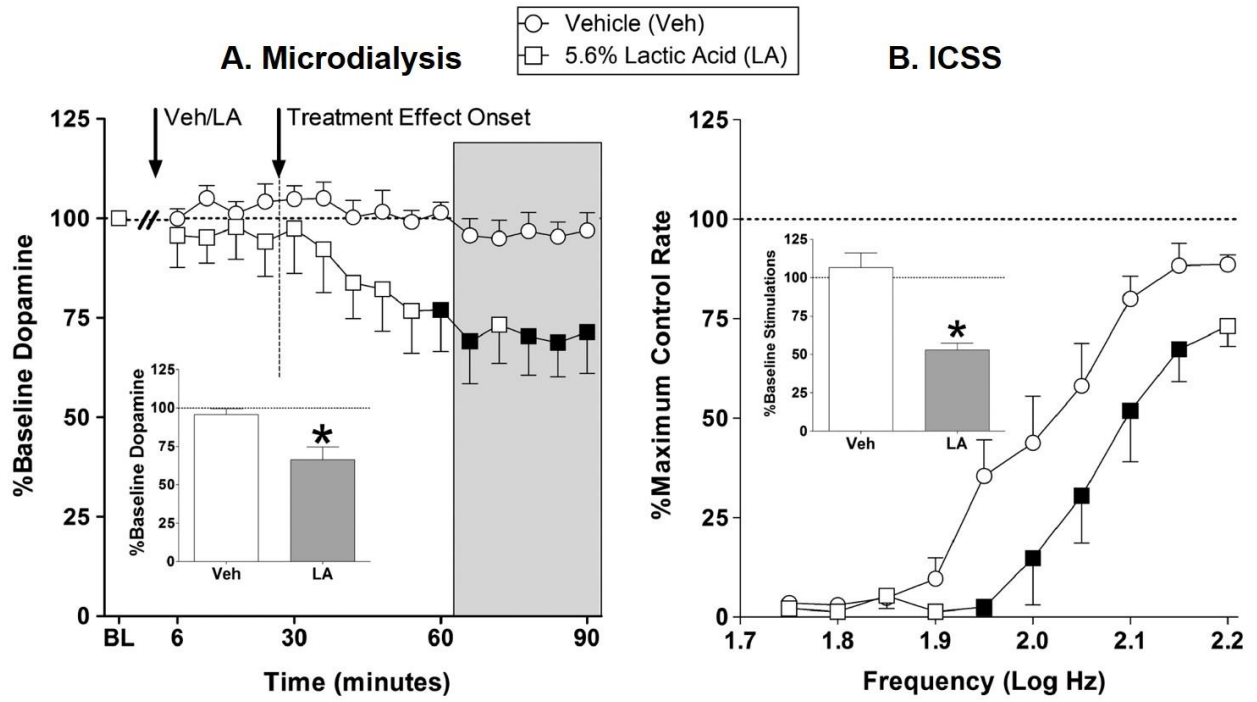 Vehicle (Veh)
5.6% Lactic Acid (LA)
A. Microdialysis
B. ICSS
Veh/LA
Treatment Effect Onset
%Baseline Dopamine
125
100
75
50
25
0
BL
6
30
60
90
Time (minutes)
%Baseline Dopamine
125
100
75
50
25
0
*
Veh
LA
%Maximum Control Rate
125
100
75
50
25
0
1.7
1.8
1.9
2.0
2.1
2.2
Frequency (Log Hz)
%Baseline Stimulations
125
100
75
50
25
0
*
Veh
LA